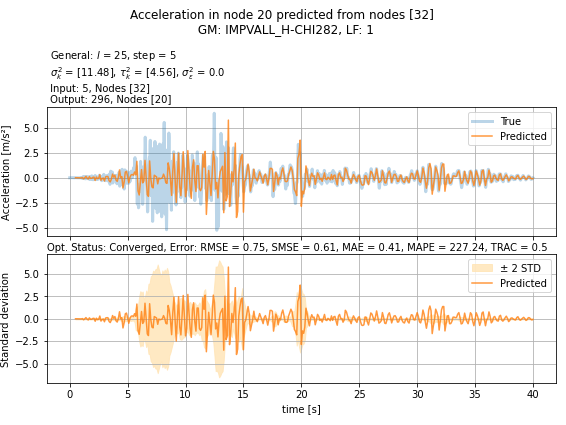 Acceleration in node 20 predicted from nodes [32]
GM: IMPVALL_H-CHI282, LF: 1
General: l = 25, step = 5
σ²ₖ = [11.48], τ²ₖ = [4.56], σ²ε = 0.0
Input: 5, Nodes [32]
Output: 296, Nodes [20]
Acceleration [m/s²]
5.0
2.5
0.0
−2.5
−5.0
True
Predicted
Opt. Status: Converged, Error: RMSE = 0.75, SMSE = 0.61, MAE = 0.41, MAPE = 227.24, TRAC = 0.5
Standard deviation
5.0
2.5
0.0
−2.5
−5.0
± 2 STD
Predicted
0 5 10 15 20 25 30 35 40
time [s]